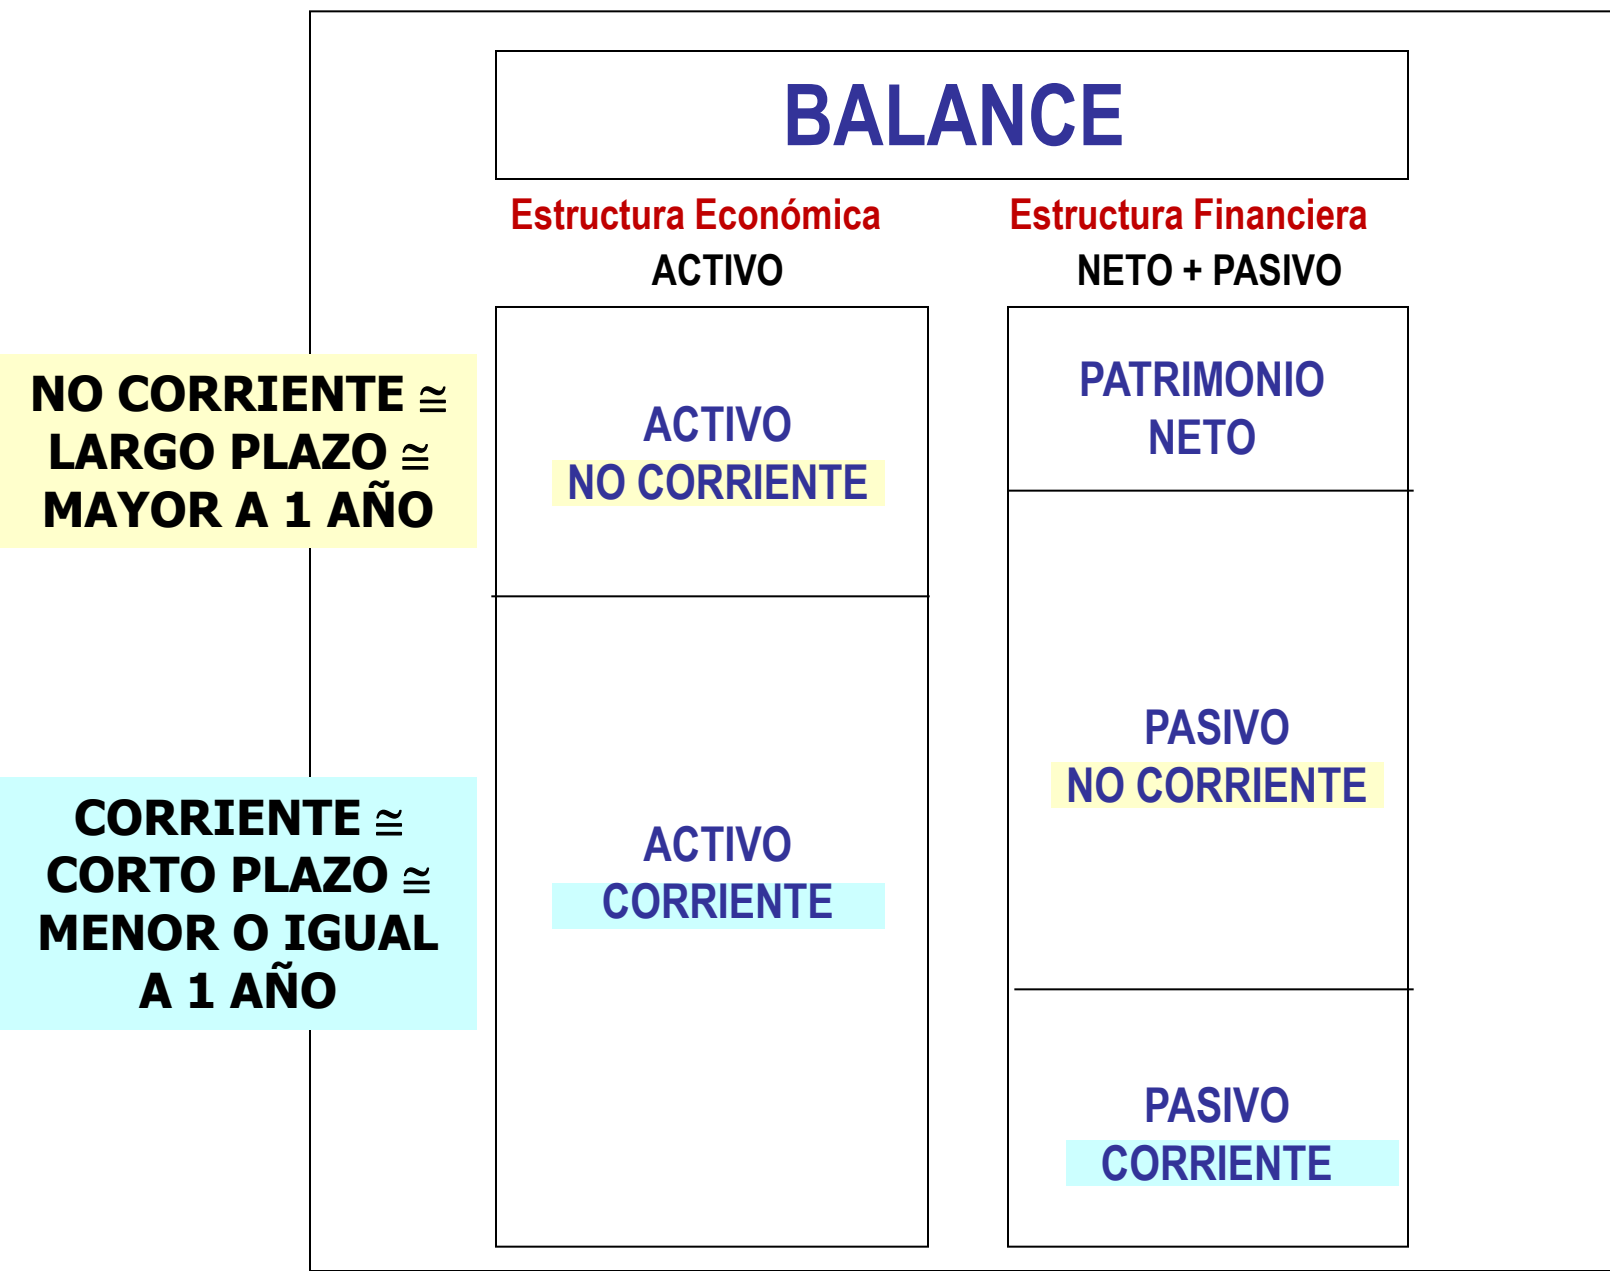 BALANCE
Estructura Económica
ACTIVO
Estructura Financiera
NETO + PASIVO
NO CORRIENTE ≅
LARGO PLAZO ≅
MAYOR A 1 AÑO
CORRIENTE ≅
CORTO PLAZO ≅
MENOR O IGUAL
A 1 AÑO
ACTIVO
NO CORRIENTE
ACTIVO
CORRIENTE
PATRIMONIO
NETO
PASIVO
NO CORRIENTE
PASIVO
CORRIENTE